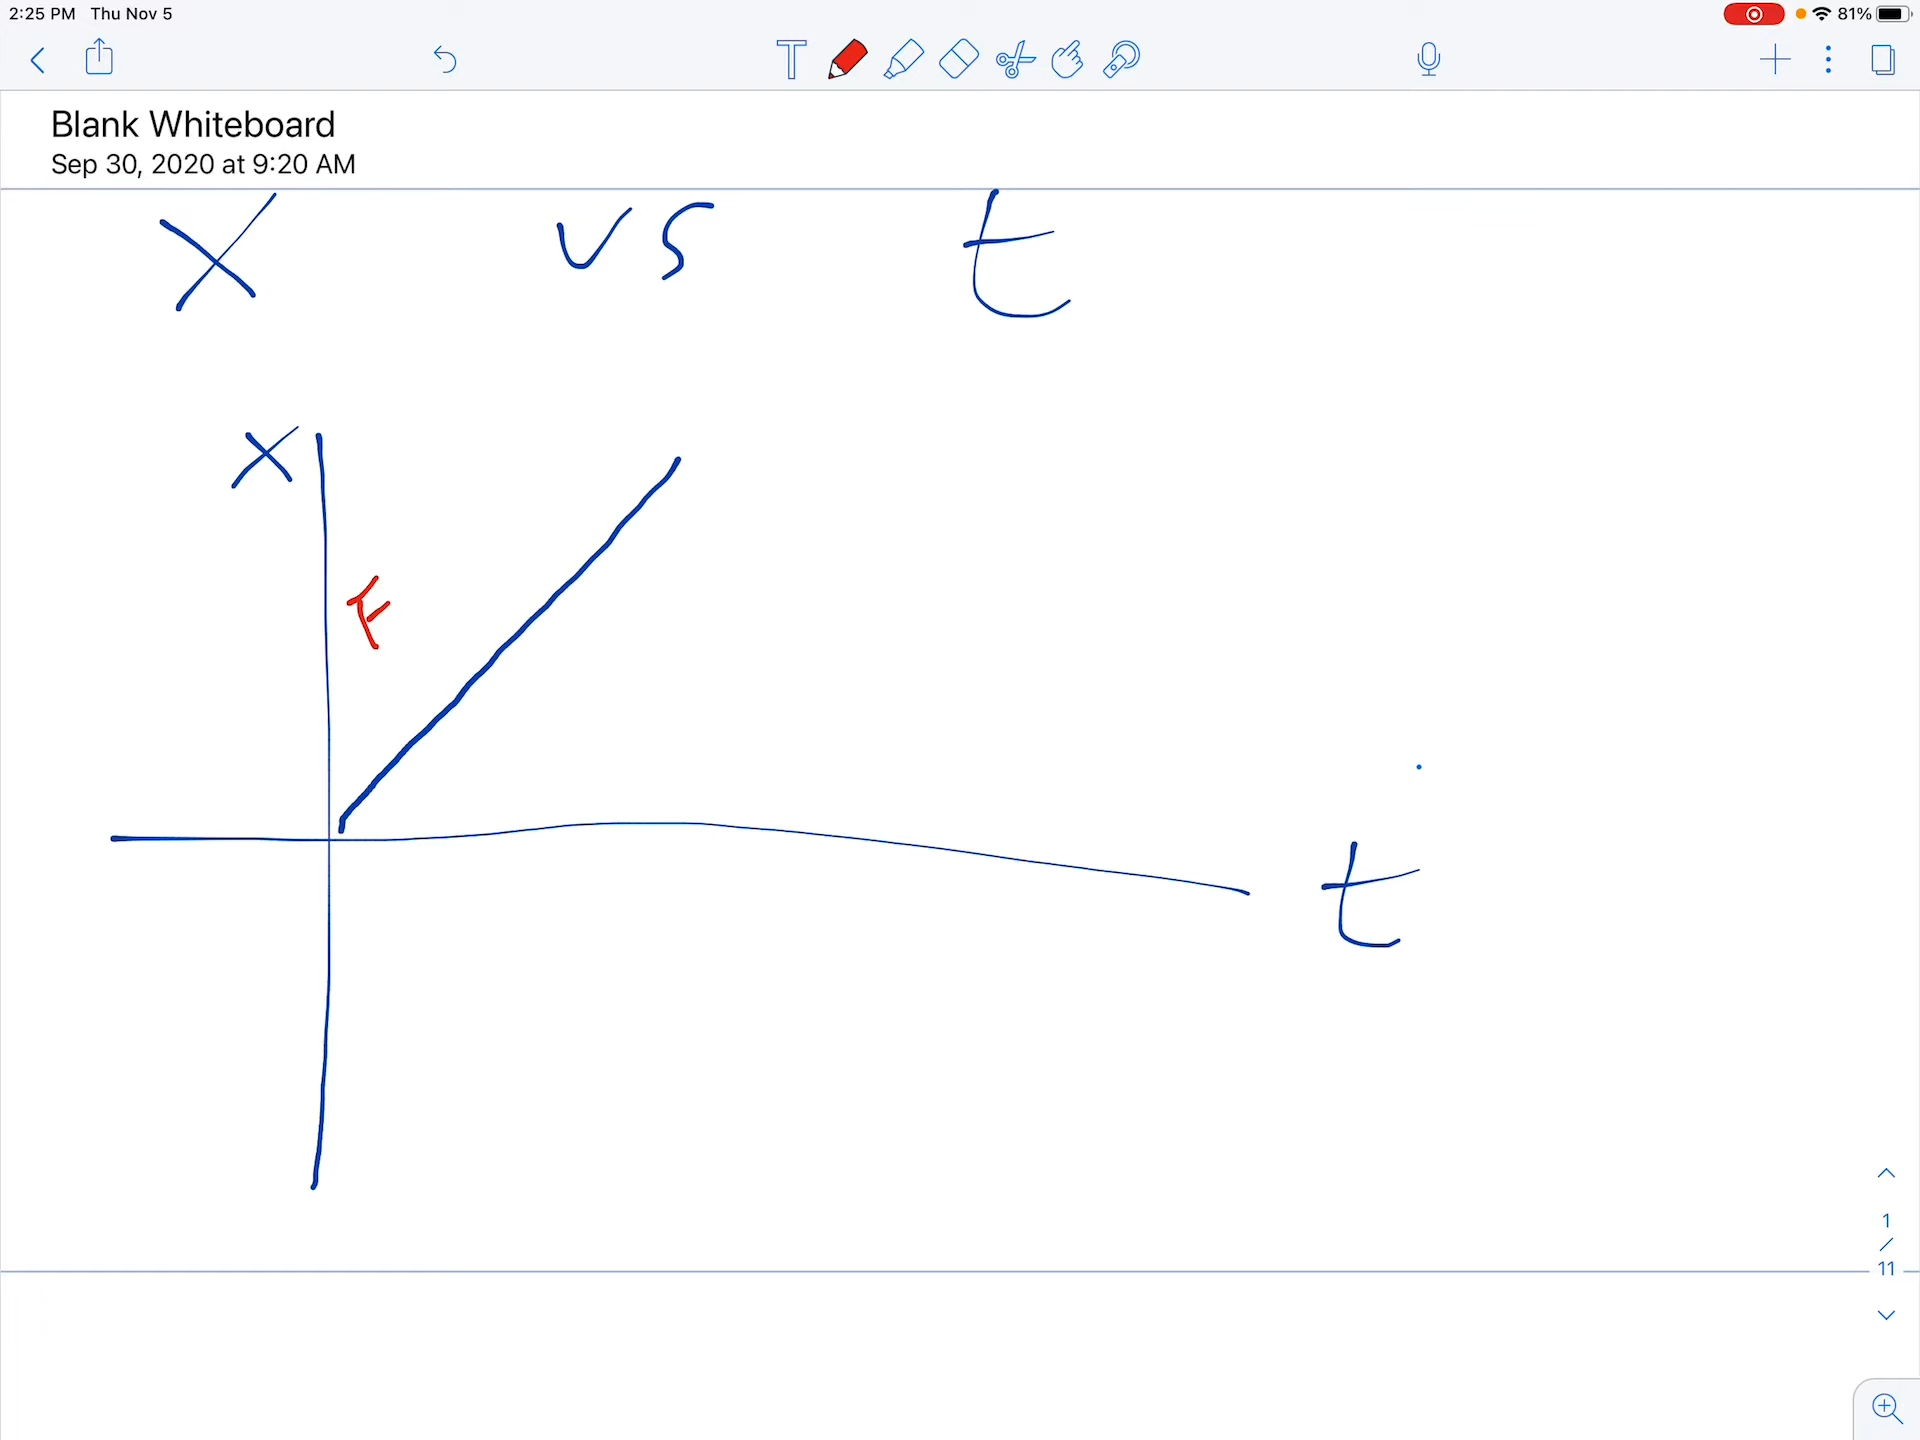 2:25 PM Thu Nov 5 81%
T
Blank Whiteboard
Sep 30, 2020 at 9:20 AM
x vs t
x
F
t
1
/
11